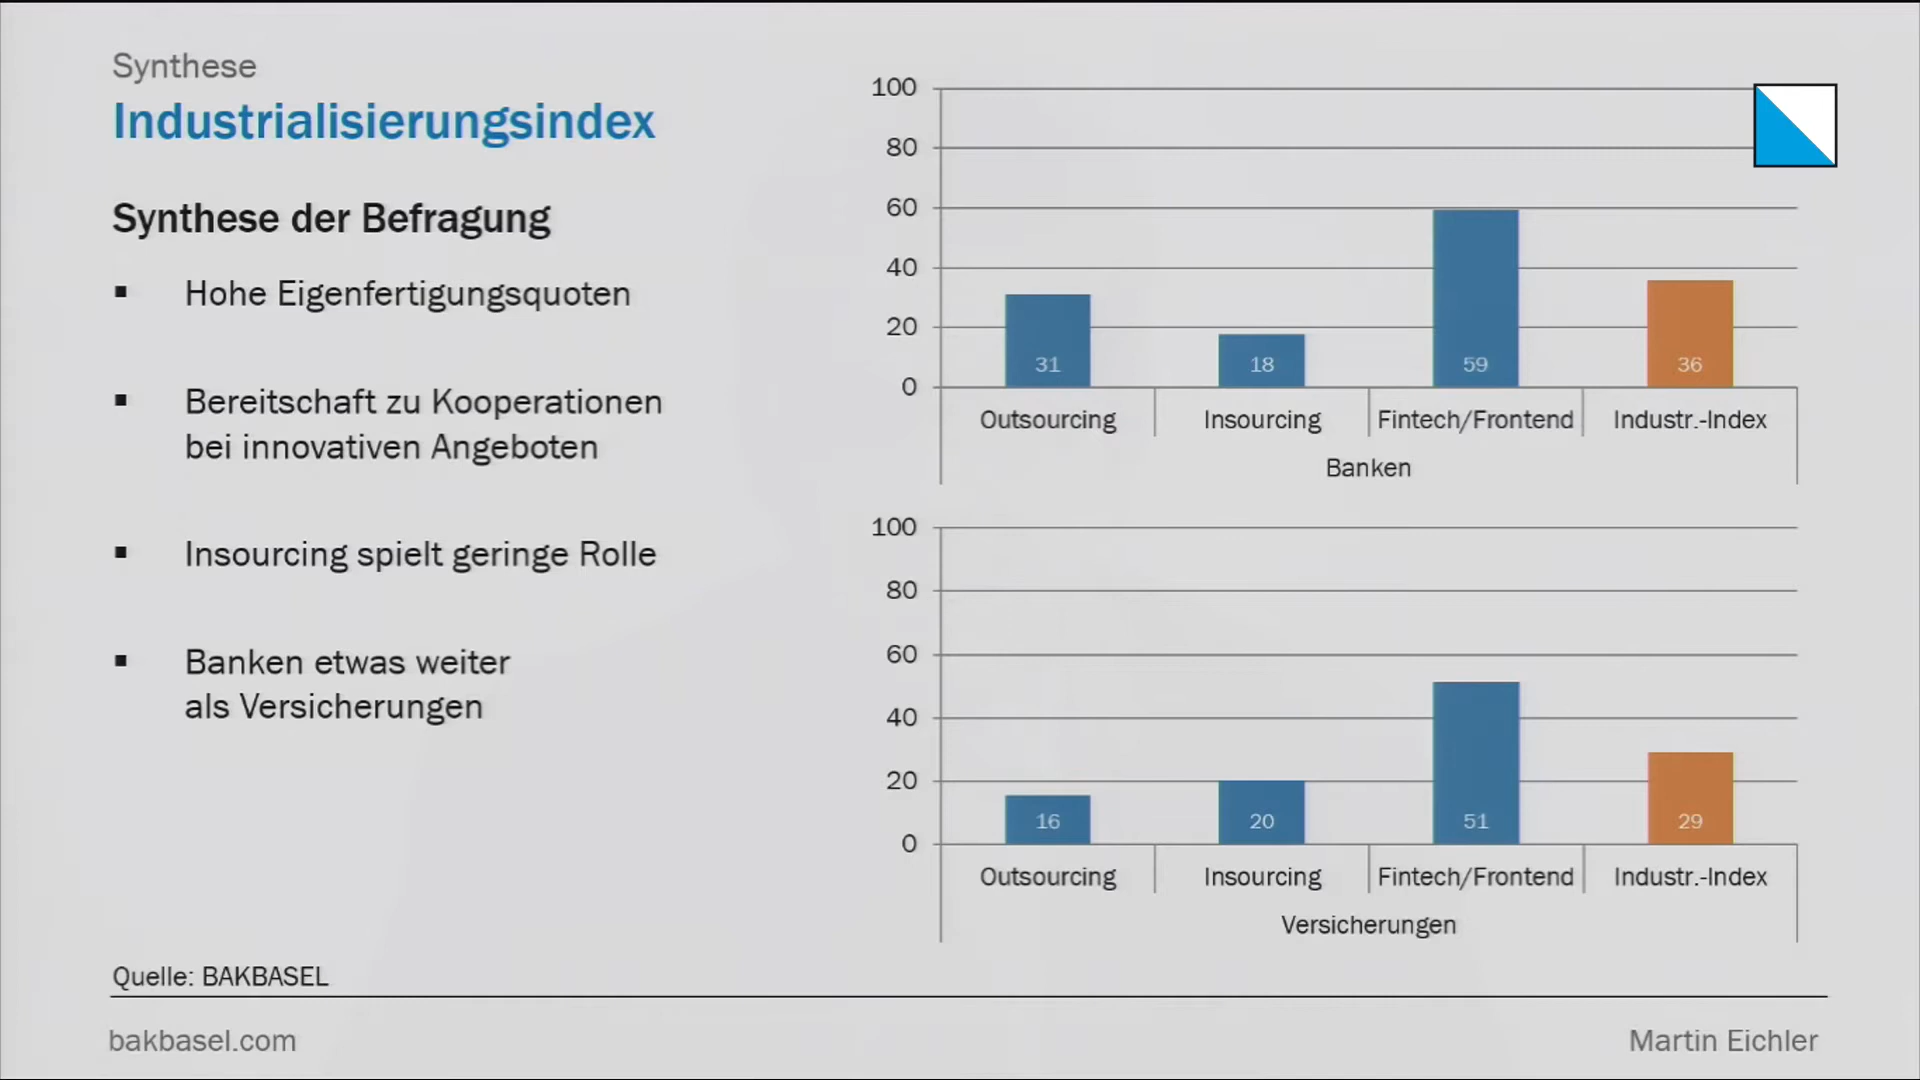 Synthese
Industrialisierungsindex
Synthese der Befragung
▪ Hohe Eigenfertigungsquoten
▪ Bereitschaft zu Kooperationen
bei innovativen Angeboten
▪ Insourcing spielt geringe Rolle
▪ Banken etwas weiter
als Versicherungen
100
80
60
40
20
0
31
18
59
36
Outsourcing
Insourcing
Fintech/Frontend
Industr.-Index
Banken
100
80
60
40
20
0
16
20
51
29
Outsourcing
Insourcing
Fintech/Frontend
Industr.-Index
Versicherungen
Quelle: BAKBASEL
bakbasel.com
Martin Eichler